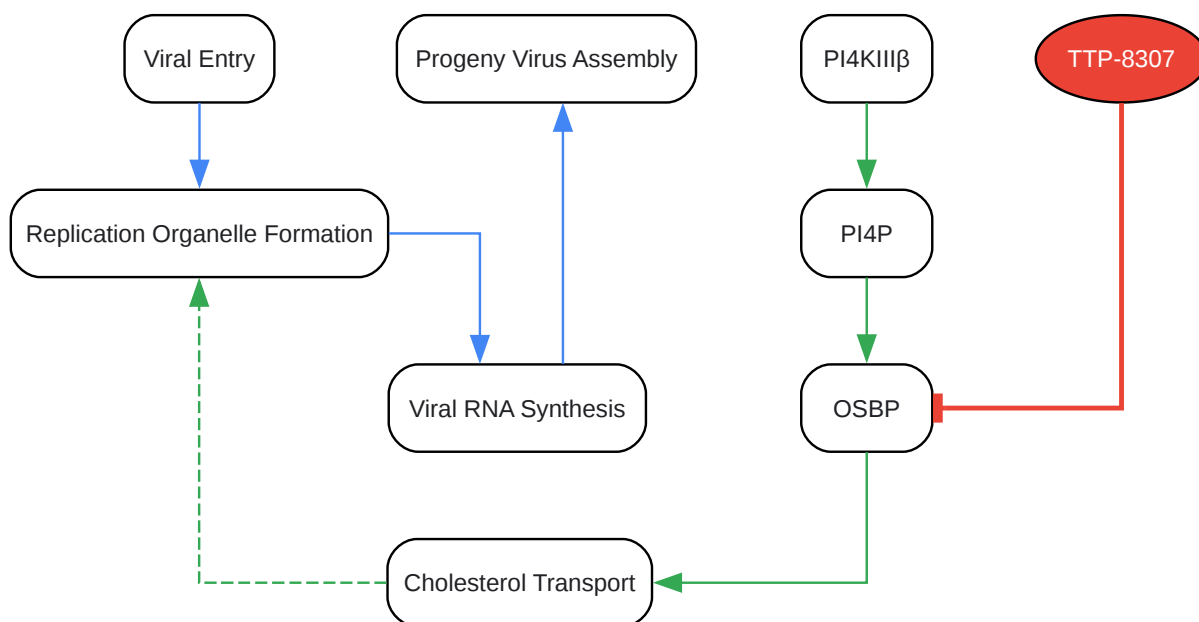 Viral Entry
Progeny Virus Assembly
PI4KIIIβ
TTP-8307
Replication Organelle Formation
PI4P
Viral RNA Synthesis
OSBP
Cholesterol Transport